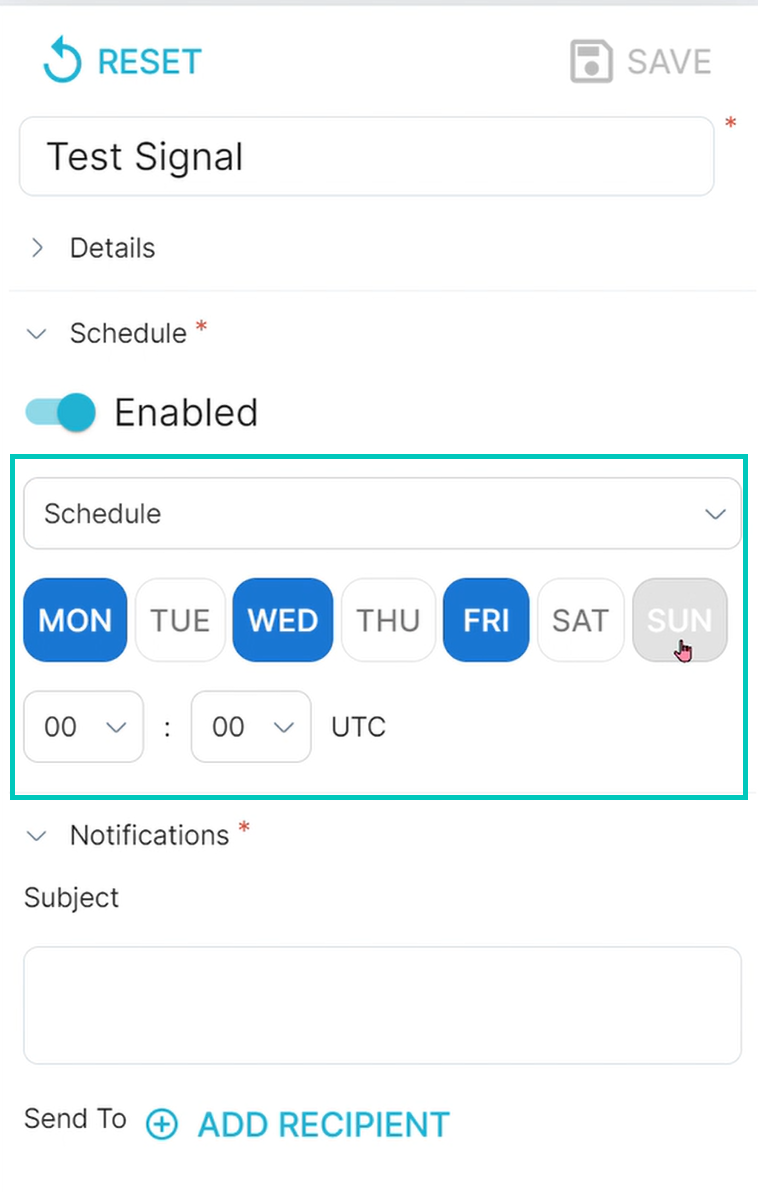 RESET SAVE
Test Signal *
Details
Schedule *
Enabled
Schedule
MON TUE WED THU FRI SAT SUN
00 : 00 UTC
Notifications *
Subject
Send To ADD RECIPIENT